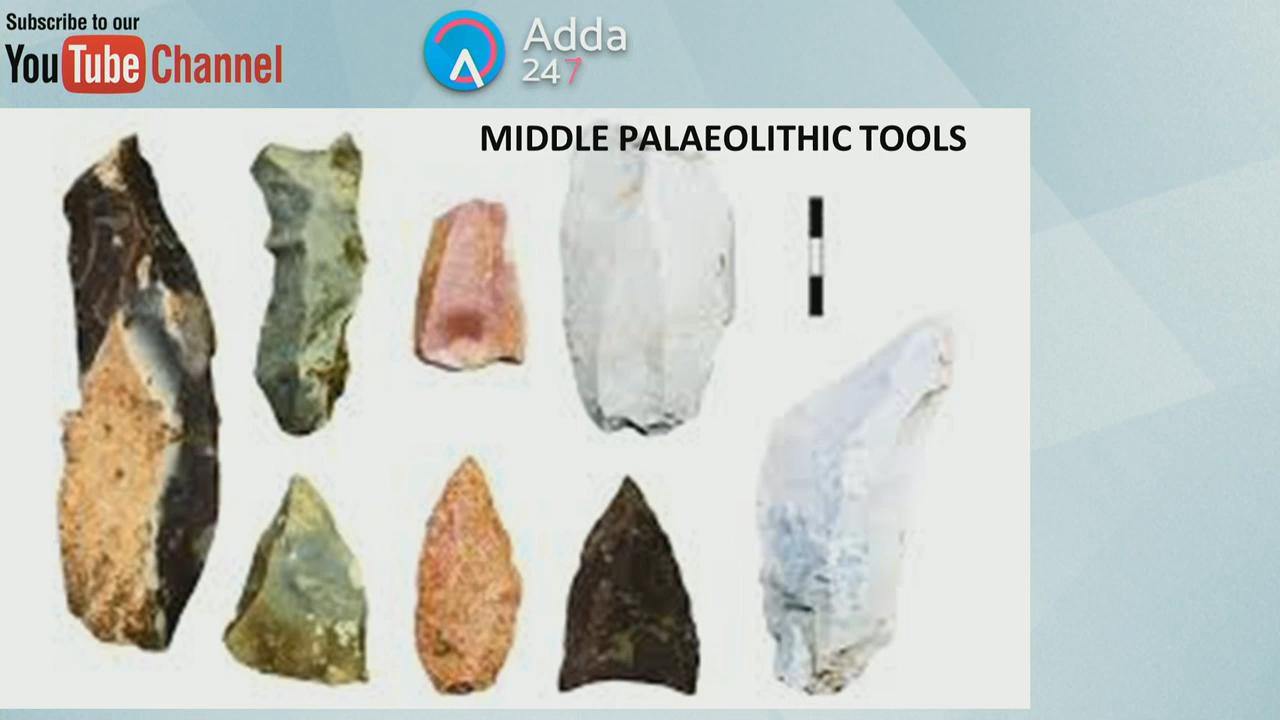 Subscribe to our
YouTube Channel
Adda
247
MIDDLE PALAEOLITHIC TOOLS